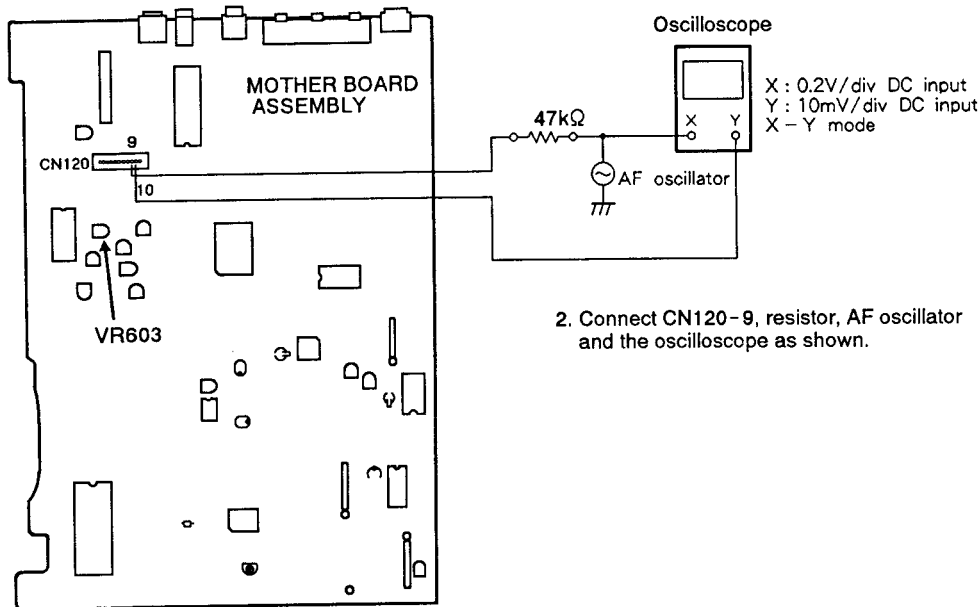 Oscilloscope
MOTHER BOARD
ASSEMBLY
X : 0.2V/div DC input
Y : 10mV/div DC input
X – Y mode
X Y
47kΩ
9
CN120
AF oscillator
10
VR603
2. Connect CN120-9, resistor, AF oscillator
and the oscilloscope as shown.